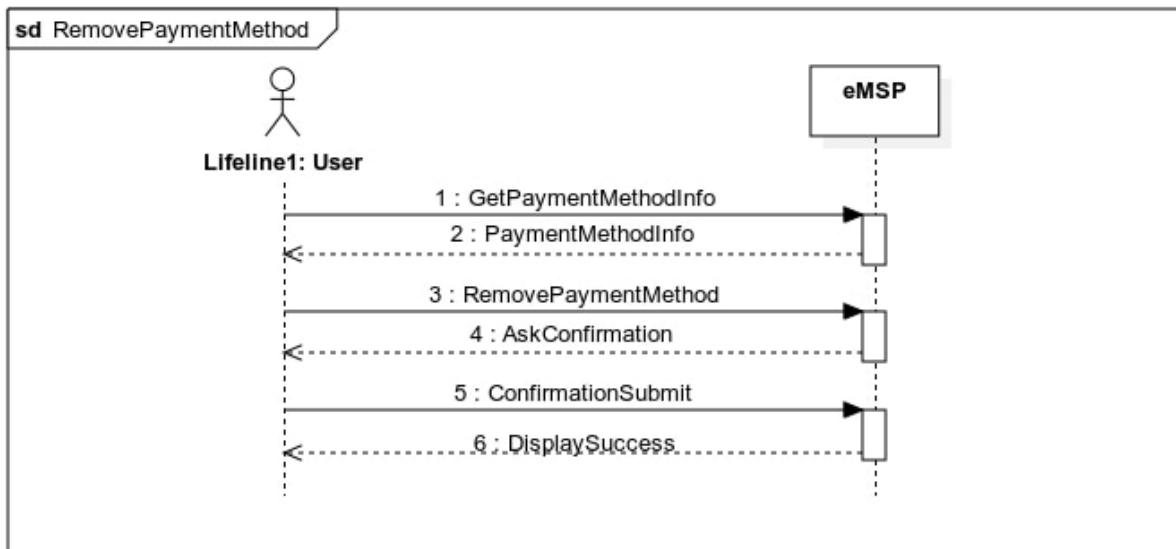 sd RemovePaymentMethod
eMSP
Lifeline1: User
1 : GetPaymentMethodInfo
2 : PaymentMethodInfo
3 : RemovePaymentMethod
4 : AskConfirmation
5 : ConfirmationSubmit
6 : DisplaySuccess